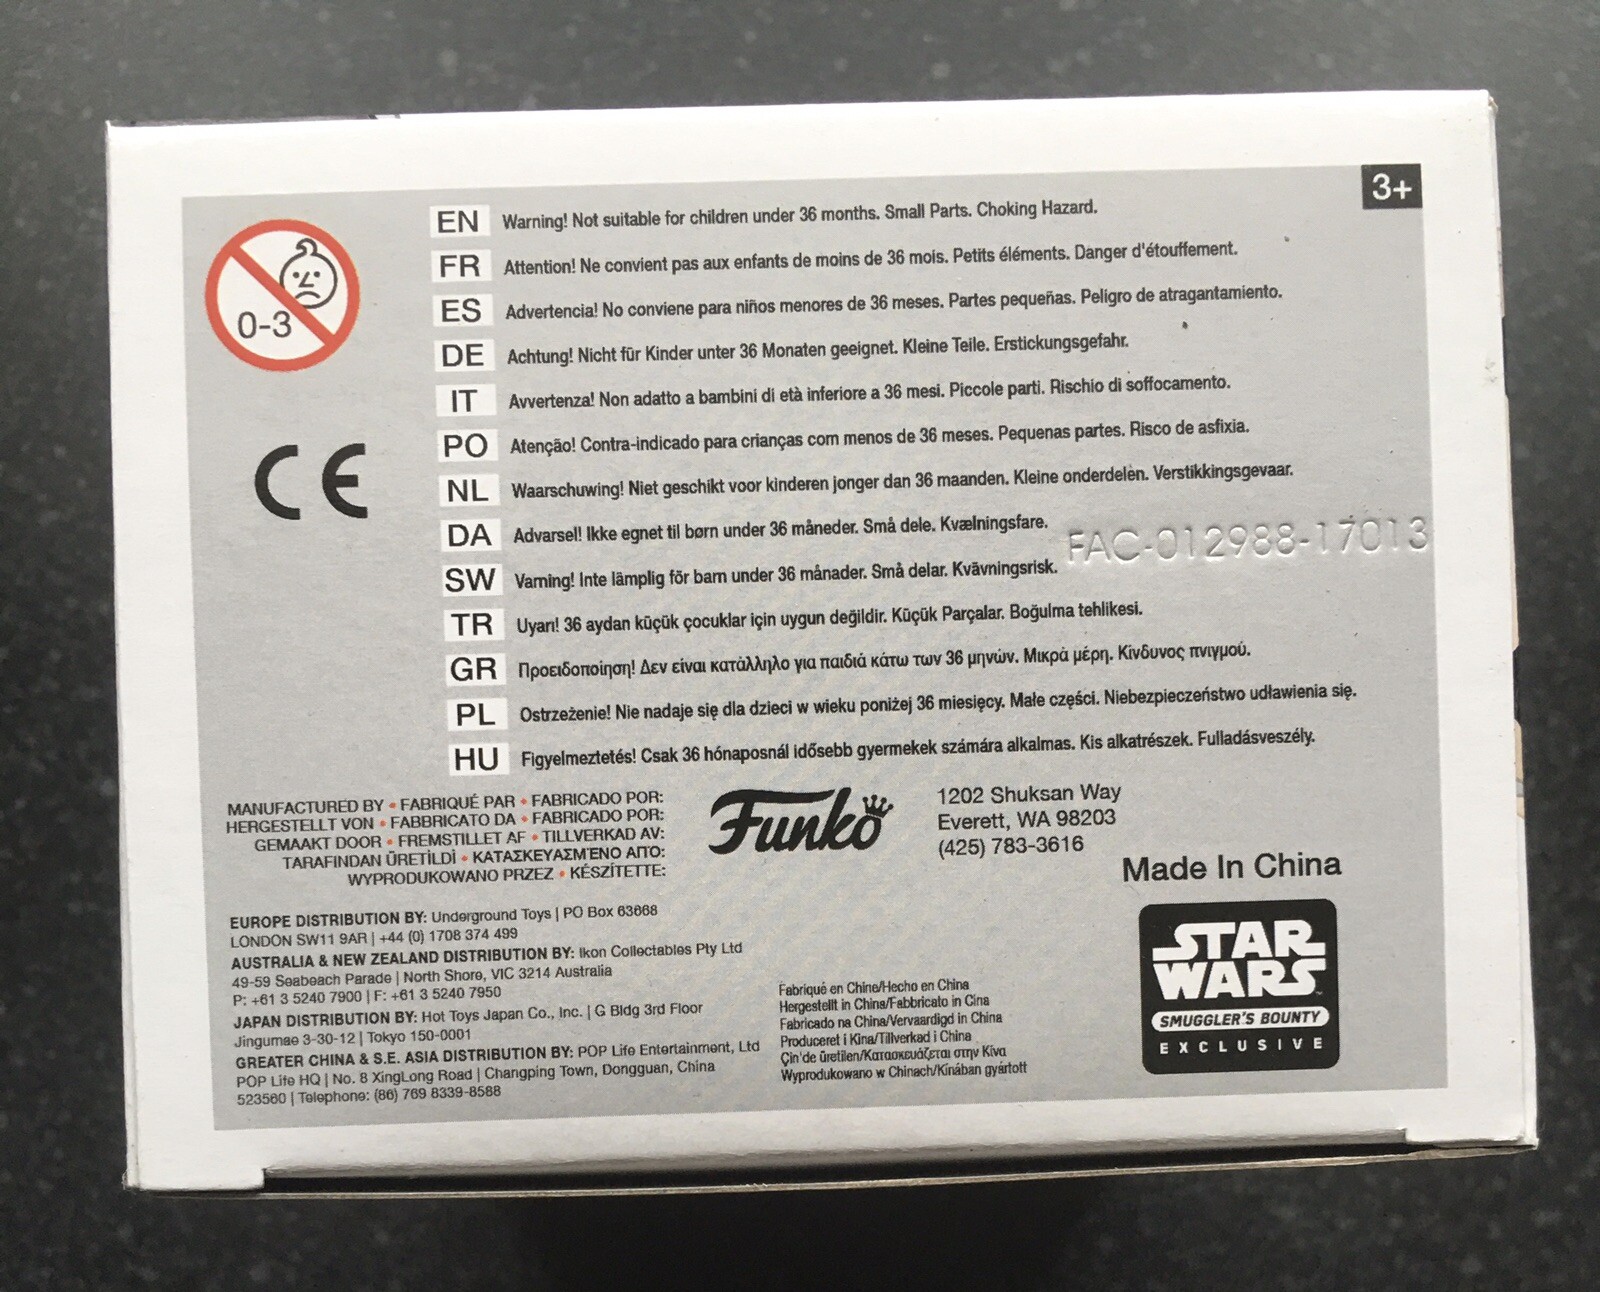 3+
0-3
EN Warning! Not suitable for children under 36 months. Small Parts. Choking Hazard.
FR Attention! Ne convient pas aux enfants de moins de 36 mois. Petits éléments. Danger d'étouffement.
ES Advertencia! No conviene para niños menores de 36 meses. Partes pequeñas. Peligro de atragantamiento.
DE Achtung! Nicht für Kinder unter 36 Monaten geeignet. Kleine Teile. Erstickungsgefahr.
IT Avvertenza! Non adatto a bambini di età inferiore a 36 mesi. Piccole parti. Rischio di soffocamento.
CE
PO Atenção! Contra-indicado para crianças com menos de 36 meses. Pequenas partes. Risco de asfixia.
NL Waarschuwing! Niet geschikt voor kinderen jonger dan 36 maanden. Kleine onderdelen. Verstikkingsgevaar.
DA Advarsel! Ikke egnet til børn under 36 måneder. Små dele. Kvælningsfare.
FAC-012988-17013
SW Varning! Inte lämplig för barn under 36 månader. Små delar. Kvävningsrisk.
TR Uyarı! 36 aydan küçük çocuklar için uygun değildir. Küçük Parçalar. Boğulma tehlikesi.
GR Προειδοποίηση! Δεν είναι κατάλληλο για παιδιά κάτω των 36 μηνών. Μικρά μέρη. Κίνδυνος πνιγμού.
PL Ostrzeżenie! Nie nadaje się dla dzieci w wieku poniżej 36 miesięcy. Małe części. Niebezpieczeństwo udławienia się.
HU Figyelmeztetés! Csak 36 hónaposnál idősebb gyermekek számára alkalmas. Kis alkatrészek. Fulladásveszély.
MANUFACTURED BY • FABRIQUÉ PAR • FABRICADO POR:
HERGESTELLT VON • FABBRICATO DA • FABRICADO POR:
GEMAAKT DOOR • FREMSTILLET AF • TILLVERKAD AV:
TARAFINDAN ÜRETİLDİ • ΚΑΤΑΣΚΕΥΑΣΜΈΝΟ ΑΠΌ:
WYPRODUKOWANO PRZEZ • KÉSZÍTETTE:
Funko
1202 Shuksan Way
Everett, WA 98203
(425) 783-3616
Made In China
EUROPE DISTRIBUTION BY: Underground Toys | PO Box 63668
LONDON SW11 9AR | +44 (0) 1708 374 499
AUSTRALIA & NEW ZEALAND DISTRIBUTION BY: Ikon Collectables Pty Ltd
49-59 Seabeach Parade | North Shore, VIC 3214 Australia
P: +61 3 5240 7900 | F: +61 3 5240 7950
JAPAN DISTRIBUTION BY: Hot Toys Japan Co., Inc. | G Bldg 3rd Floor
Jingumae 3-30-12 | Tokyo 150-0001
GREATER CHINA & S.E. ASIA DISTRIBUTION BY: POP Life Entertainment, Ltd
POP Life HQ | No. 8 XingLong Road | Changping Town, Dongguan, China
523560 | Telephone: (86) 769 8339-8588
Fabriqué en Chine/Hecho en China
Hergestellt in China/Fabbricato in Cina
Fabricado na China/Vervaardigd in China
Produceret i Kina/Tillverkad i China
Çin'de üretilen/Κατασκευάζεται στην Κίνα
Wyprodukowano w Chinach/Kínában gyártott
STAR
WARS
SMUGGLER'S BOUNTY
EXCLUSIVE